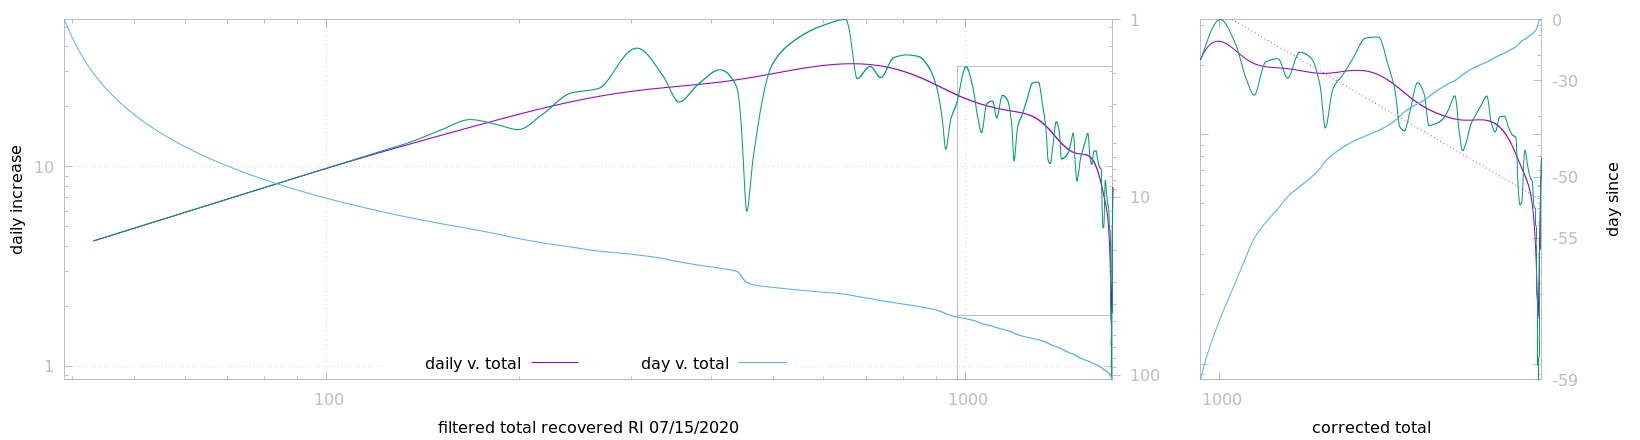 daily increase
10
1
100
1000
filtered total recovered RI 07/15/2020
daily v. total
day v. total
1
10
100
1000
corrected total
0
-30
-50
-55
-59
day since